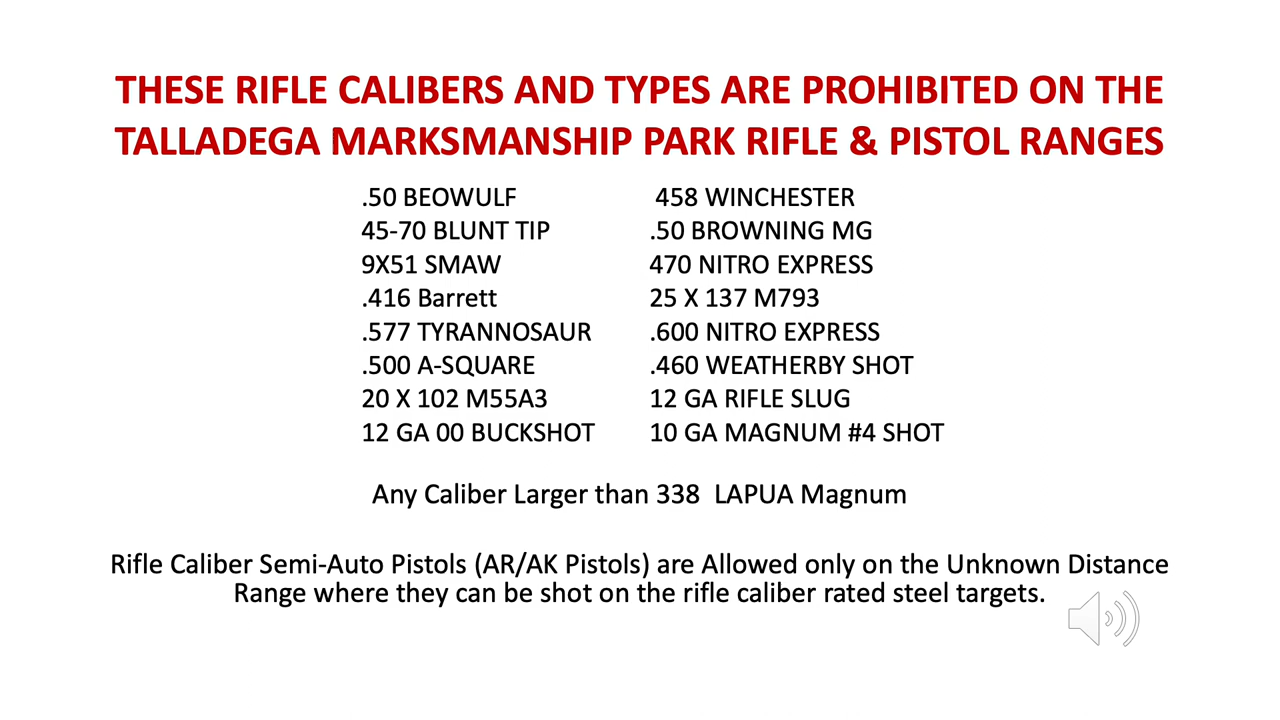 THESE RIFLE CALIBERS AND TYPES ARE PROHIBITED ON THE
TALLADEGA MARKSMANSHIP PARK RIFLE & PISTOL RANGES
.50 BEOWULF
45-70 BLUNT TIP
9X51 SMAW
.416 Barrett
.577 TYRANNOSAUR
.500 A-SQUARE
20 X 102 M55A3
12 GA 00 BUCKSHOT
458 WINCHESTER
.50 BROWNING MG
470 NITRO EXPRESS
25 X 137 M793
.600 NITRO EXPRESS
.460 WEATHERBY SHOT
12 GA RIFLE SLUG
10 GA MAGNUM #4 SHOT
Any Caliber Larger than 338 LAPUA Magnum
Rifle Caliber Semi-Auto Pistols (AR/AK Pistols) are Allowed only on the Unknown Distance
Range where they can be shot on the rifle caliber rated steel targets.